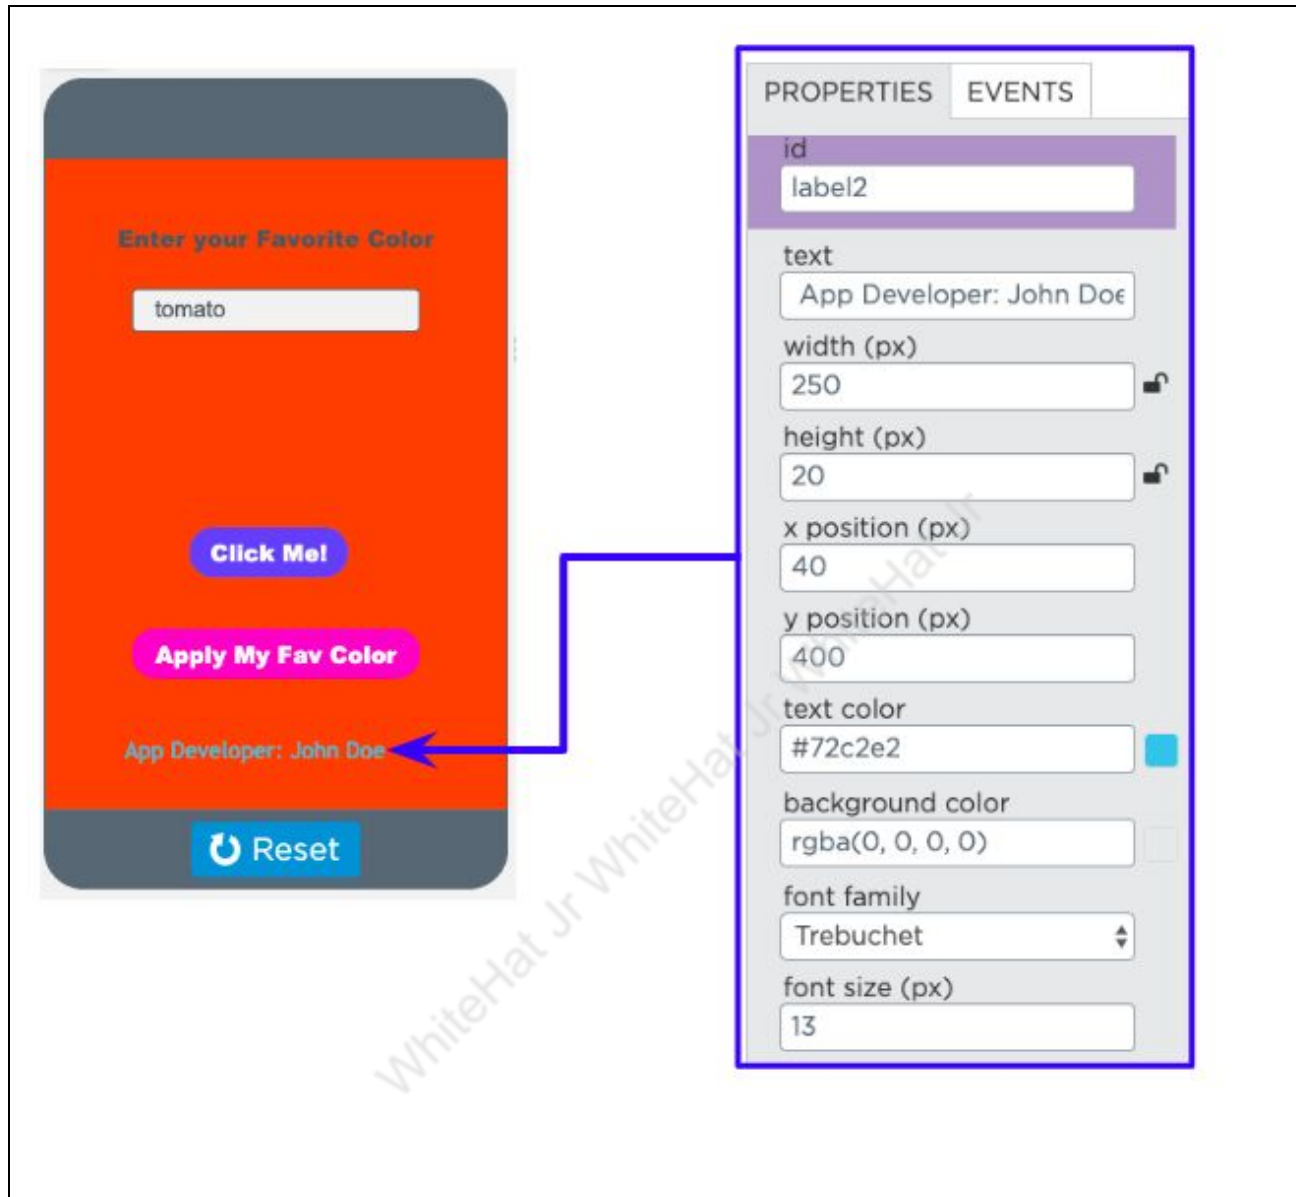 Enter your Favorite Color
tomato
Click Me!
Apply My Fav Color
App Developer: John Doe
Reset
PROPERTIES EVENTS
id
label2
text
App Developer: John Doe
width (px)
250
height (px)
20
x position (px)
40
y position (px)
400
text color
#72c2e2
background color
rgba(0, 0, 0, 0)
font family
Trebuchet
font size (px)
13
WhiteHat Jr WhiteHat Jr WhiteHat Jr